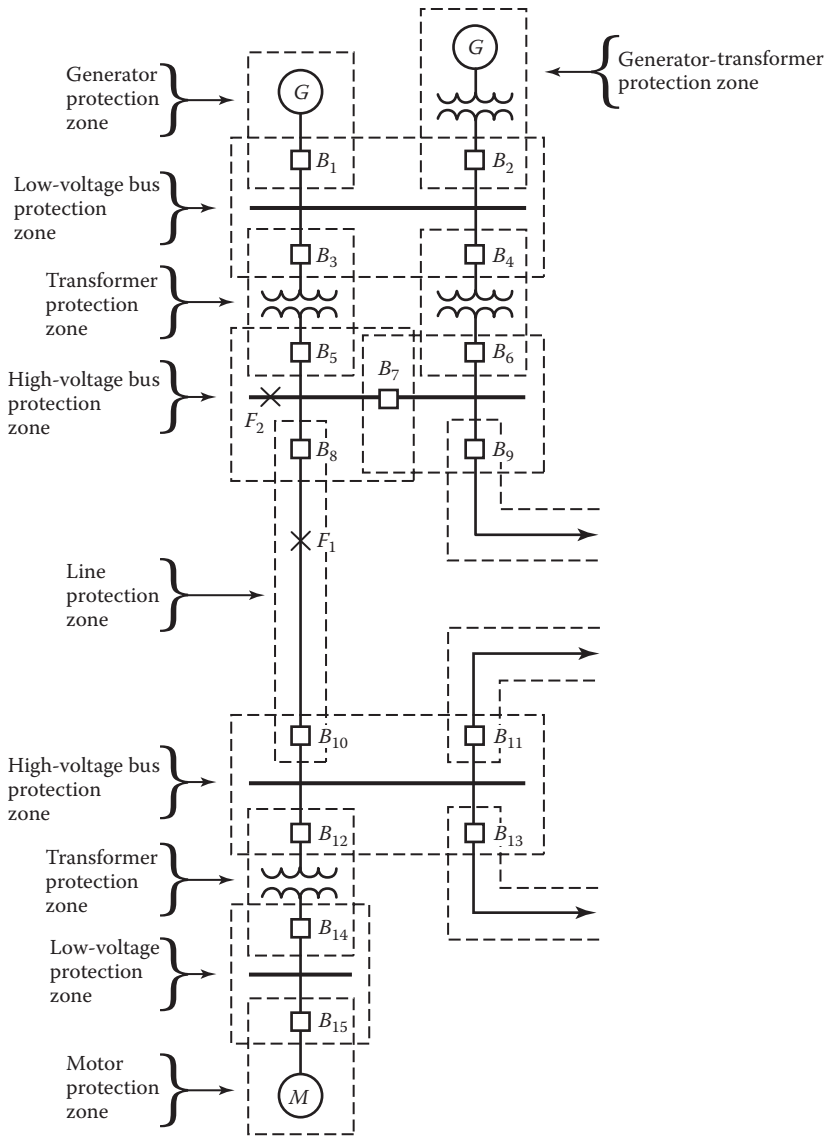 G
Generator-transformer
protection zone
Generator
protection
zone
G
B1
B2
Low-voltage bus
protection
zone
B3
B4
Transformer
protection
zone
B5
B6
B7
High-voltage bus
protection
zone
F2
B8
B9
F1
Line
protection
zone
B10
B11
High-voltage bus
protection
zone
B12
B13
Transformer
protection
zone
B14
Low-voltage
protection
zone
B15
Motor
protection
zone
M